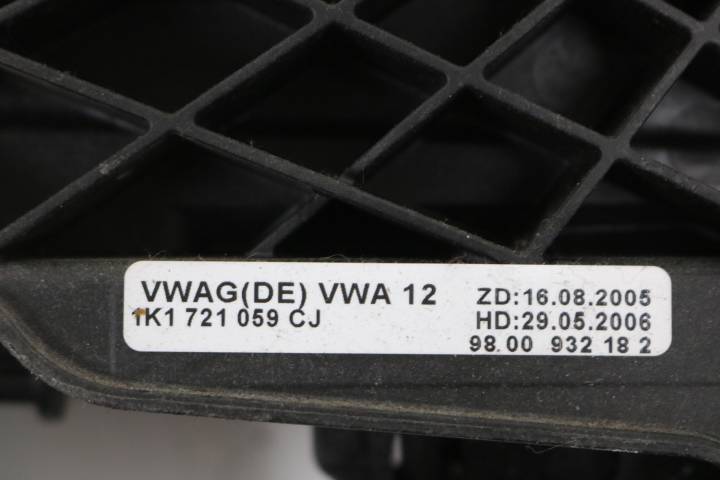 VWAG(DE) VWA 12
1K1 721 059 CJ
ZD:16.08.2005
HD:29.05.2006
98.00 932 18 2